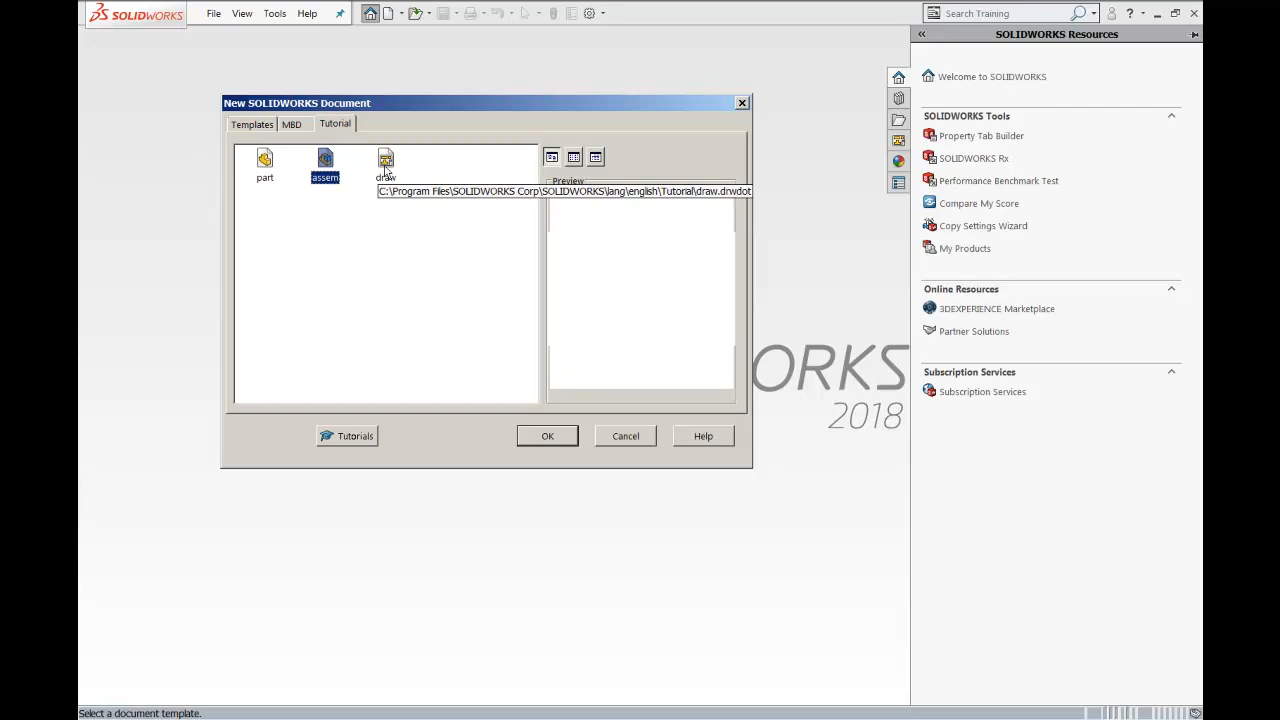 SOLIDWORKS File View Tools Help Search Training ?
SOLIDWORKS Resources
Welcome to SOLIDWORKS
New SOLIDWORKS Document
Templates MBD Tutorial
part assem draw
C:\Program Files\SOLIDWORKS Corp\SOLIDWORKS\lang\english\Tutorial\draw.drwdot
Preview
Tutorials OK Cancel Help
SOLIDWORKS Tools
Property Tab Builder
SOLIDWORKS Rx
Performance Benchmark Test
Compare My Score
Copy Settings Wizard
My Products
Online Resources
3DEXPERIENCE Marketplace
Partner Solutions
Subscription Services
Subscription Services
ORKS
2018
Select a document template.